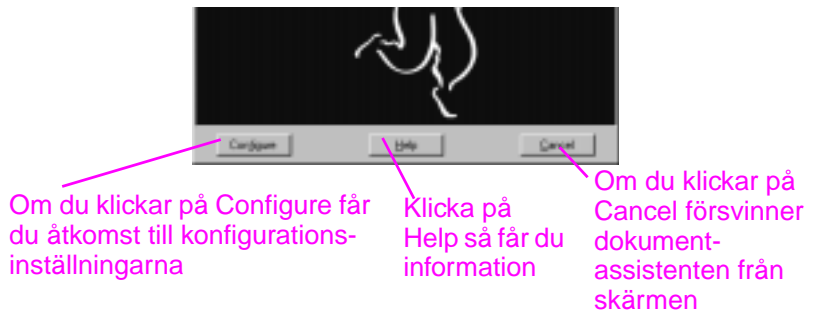 Configure
Help
Cancel
Om du klickar på Configure får
du åtkomst till konfigurations-
inställningarna
Klicka på
Help så får du
information
Om du klickar på
Cancel försvinner
dokument-
assistenten från
skärmen